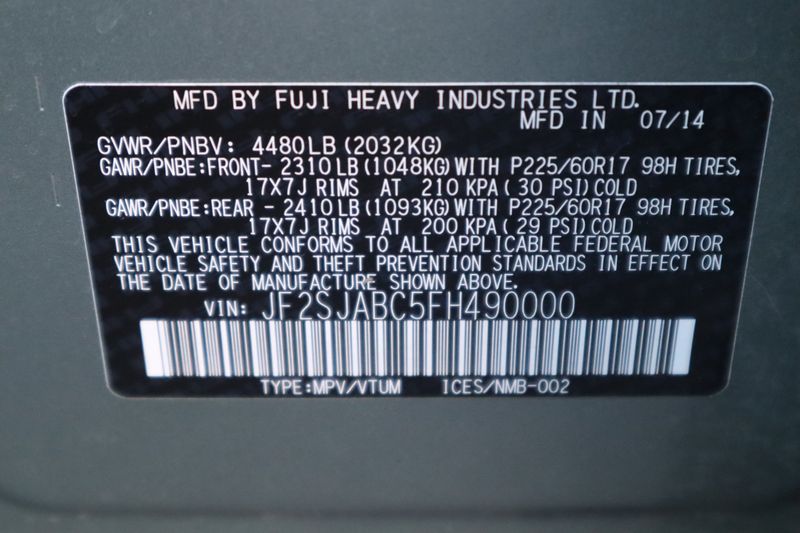 MFD BY FUJI HEAVY INDUSTRIES LTD.
MFD IN 07/14
GVWR/PNBV: 4480LB (2032KG)
GAWR/PNBE:FRONT- 2310LB (1048KG) WITH P225/60R17 98H TIRES,
17X7J RIMS AT 210 KPA ( 30 PSI) COLD
GAWR/PNBE:REAR - 2410LB (1093KG) WITH P225/60R17 98H TIRES,
17X7J RIMS AT 200 KPA ( 29 PSI) COLD
THIS VEHICLE CONFORMS TO ALL APPLICABLE FEDERAL MOTOR
VEHICLE SAFETY AND THEFT PREVENTION STANDARDS IN EFFECT ON
THE DATE OF MANUFACTURE SHOWN ABOVE.
VIN: JF2SJABC5FH490000
TYPE:MPV/VTUM ICES/NMB-002